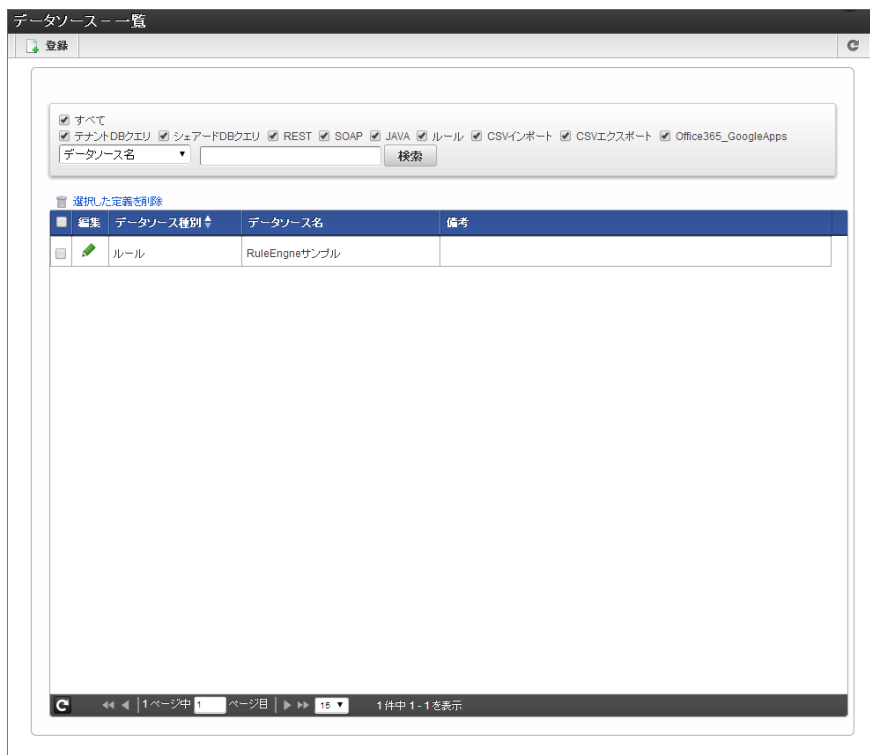 データソース - 一覧
登録
すべて
テナントDBクエリ シェアードDBクエリ REST SOAP JAVA ルール CSVインポート CSVエクスポート Office365_GoogleApps
データソース名 検索
選択した定義を削除
編集 データソース種別 データソース名 備考
ルール RuleEngneサンプル
1 ページ中 1 ページ目 15 1 件中 1 - 1 を表示